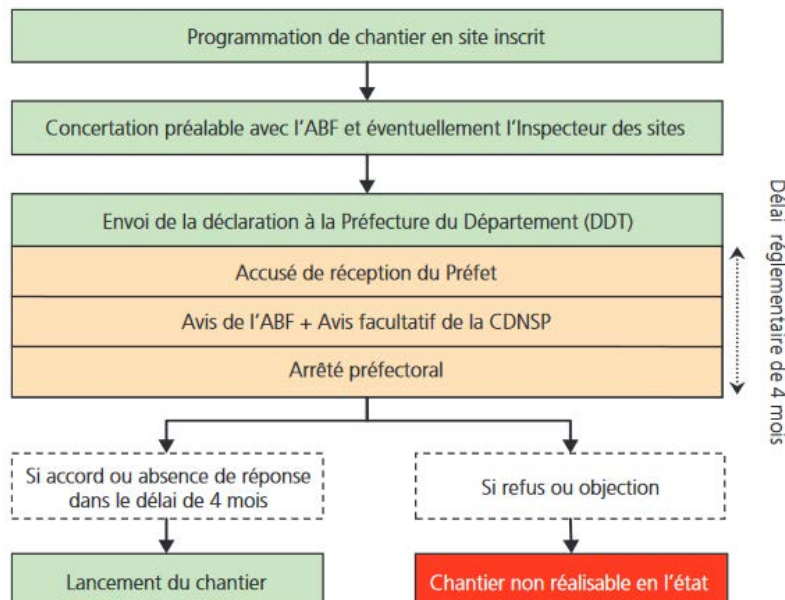 Programmation de chantier en site inscrit
Concertation préalable avec l'ABF et éventuellement l'Inspecteur des sites
Envoi de la déclaration à la Préfecture du Département (DDT)
Accusé de réception du Préfet
Avis de l'ABF + Avis facultatif de la CDNSP
Arrêté préfectoral
Délai réglementaire de 4 mois
Si accord ou absence de réponse
dans le délai de 4 mois
Si refus ou objection
Lancement du chantier
Chantier non réalisable en l'état